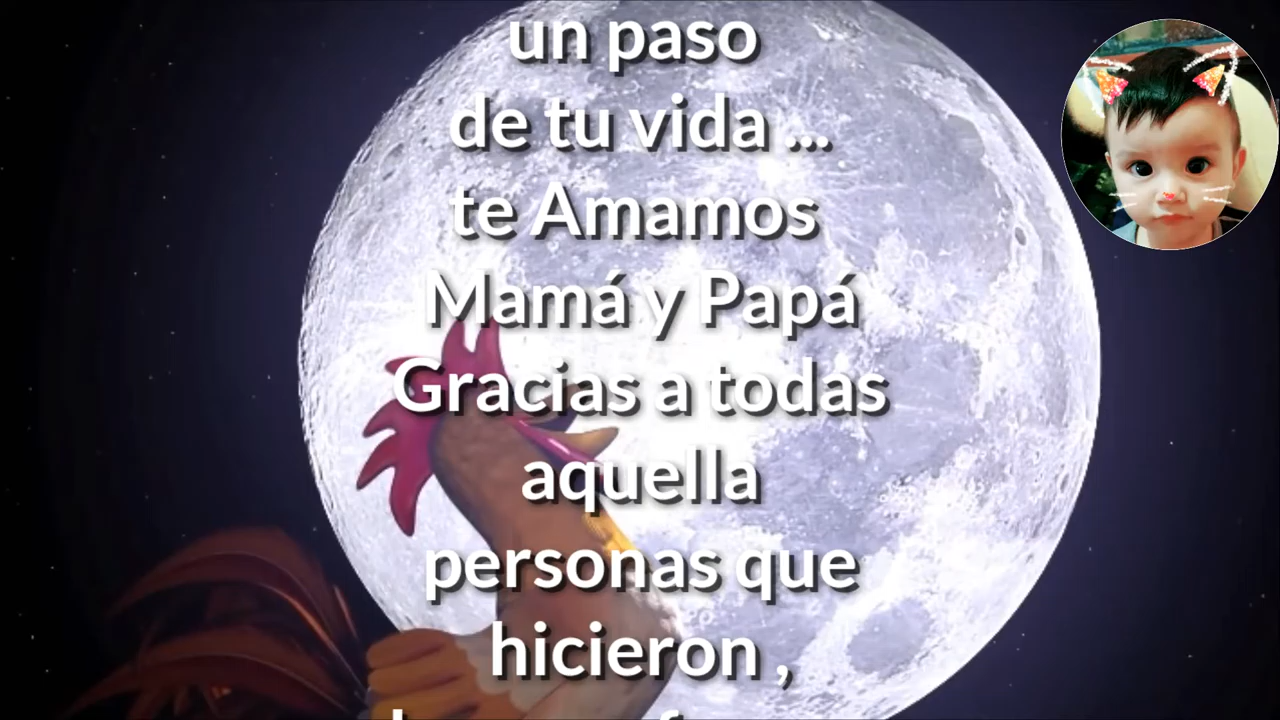 un paso
de tu vida ...
te Amamos
Mamá y Papá
Gracias a todas
aquella
personas que
hicieron ,